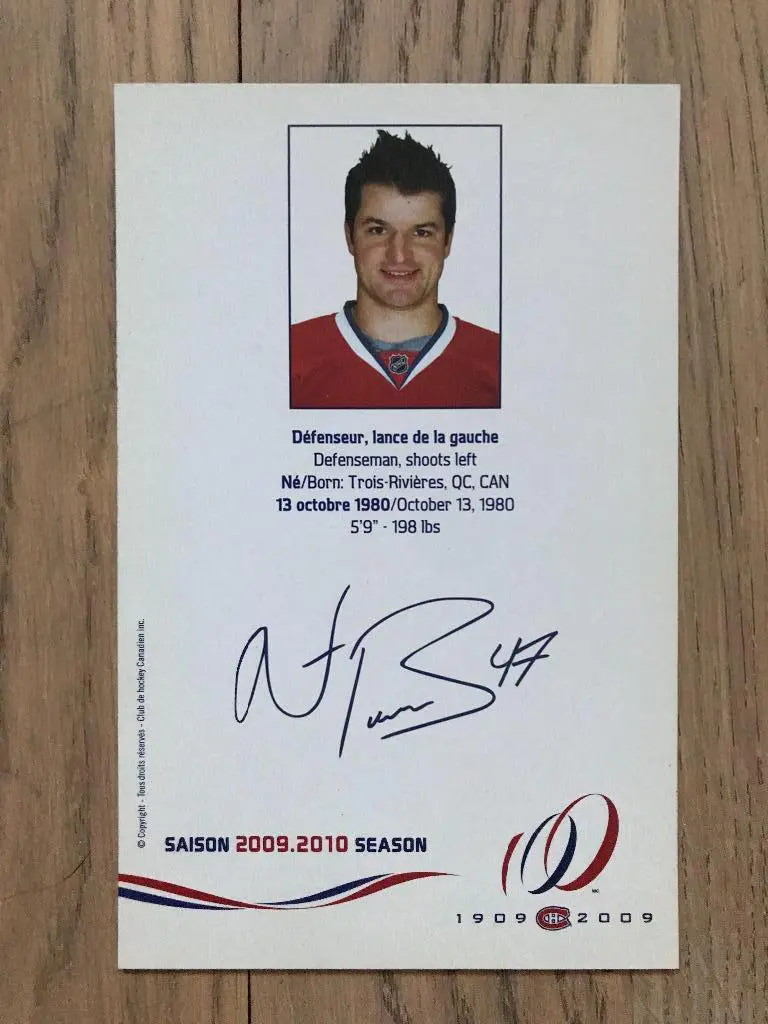 Défenseur, lance de la gauche
Defenseman, shoots left
Né/Born: Trois-Rivières, QC, CAN
13 octobre 1980/October 13, 1980
5'9" - 198 lbs
47
© Copyright - Tous droits réservés - Club de hockey Canadien inc.
SAISON 2009.2010 SEASON
100
1909 CH 2009